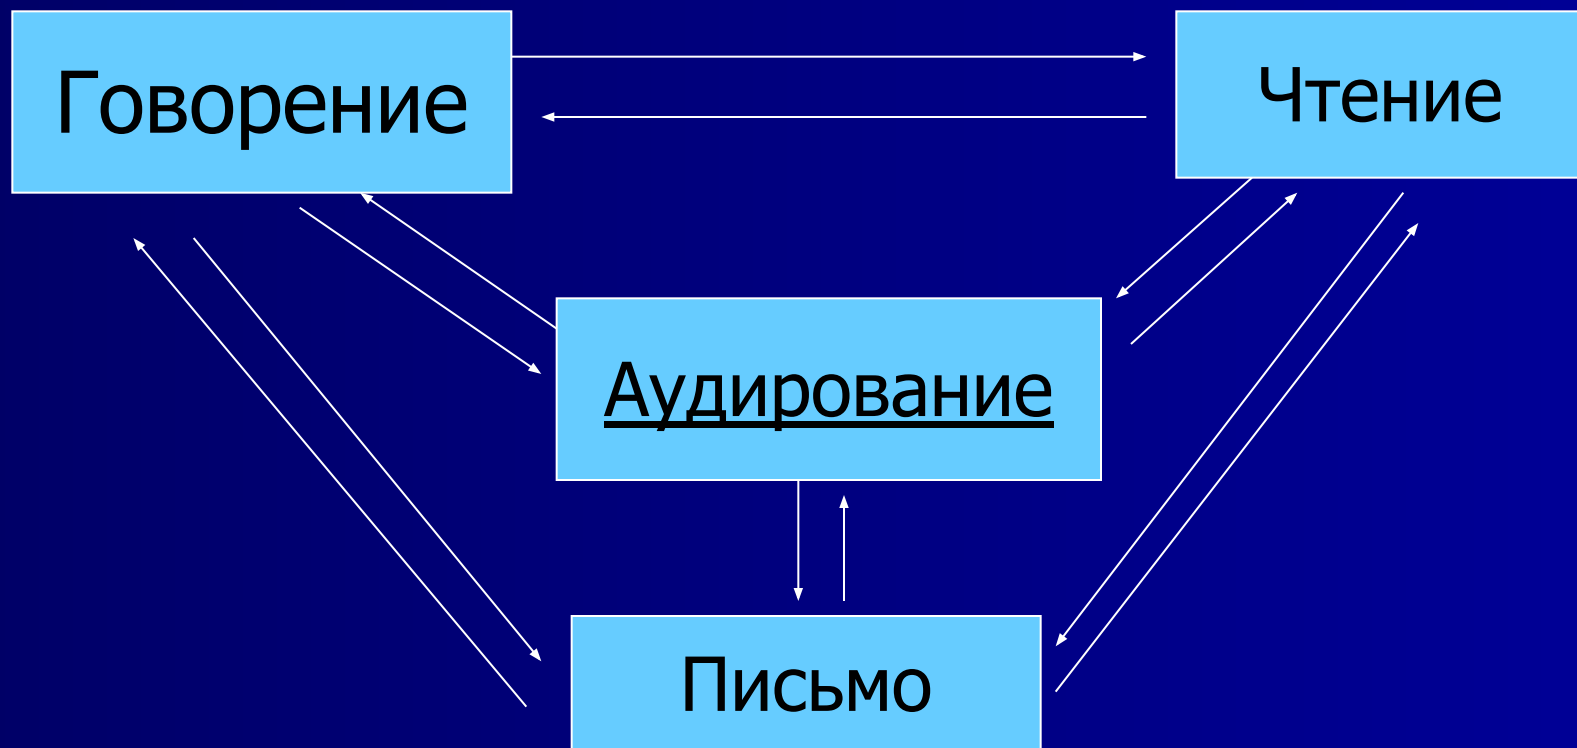 Говорение
Чтение
Аудирование
Письмо